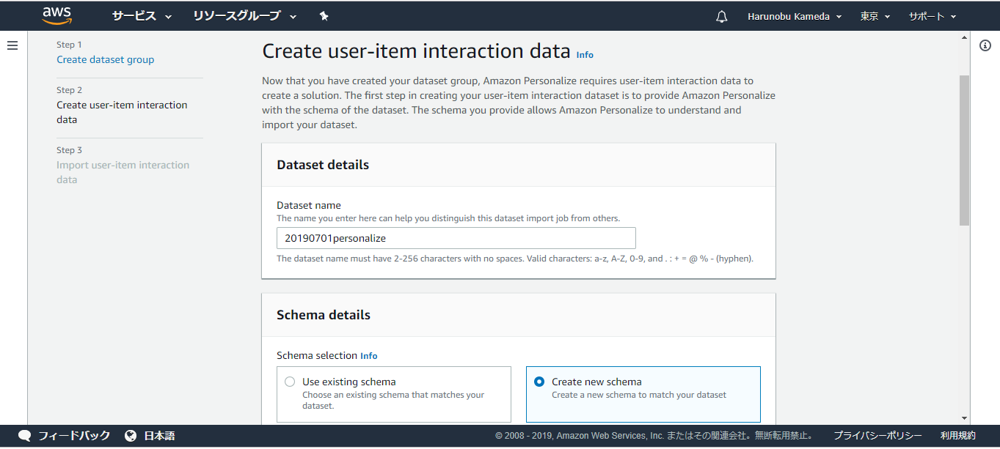 aws サービス リソースグループ Harunobu Kameda 東京 サポート
Step 1
Create dataset group
Step 2
Create user-item interaction
data
Step 3
Import user-item interaction
data
Create user-item interaction data Info
Now that you have created your dataset group, Amazon Personalize requires user-item interaction data to
create a solution. The first step in creating your user-item interaction dataset is to provide Amazon Personalize
with the schema of the dataset. The schema you provide allows Amazon Personalize to understand and
import your dataset.
Dataset details
Dataset name
The name you enter here can help you distinguish this dataset import job from others.
20190701personalize
The dataset name must have 2-256 characters with no spaces. Valid characters: a-z, A-Z, 0-9, and . : + = @ % - (hyphen).
Schema details
Schema selection Info
Use existing schema
Choose an existing schema that matches your
dataset.
Create new schema
Create a new schema to match your dataset
フィードバック 日本語 © 2008 - 2019, Amazon Web Services, Inc. またはその関連会社。無断転用禁止。 プライバシーポリシー 利用規約